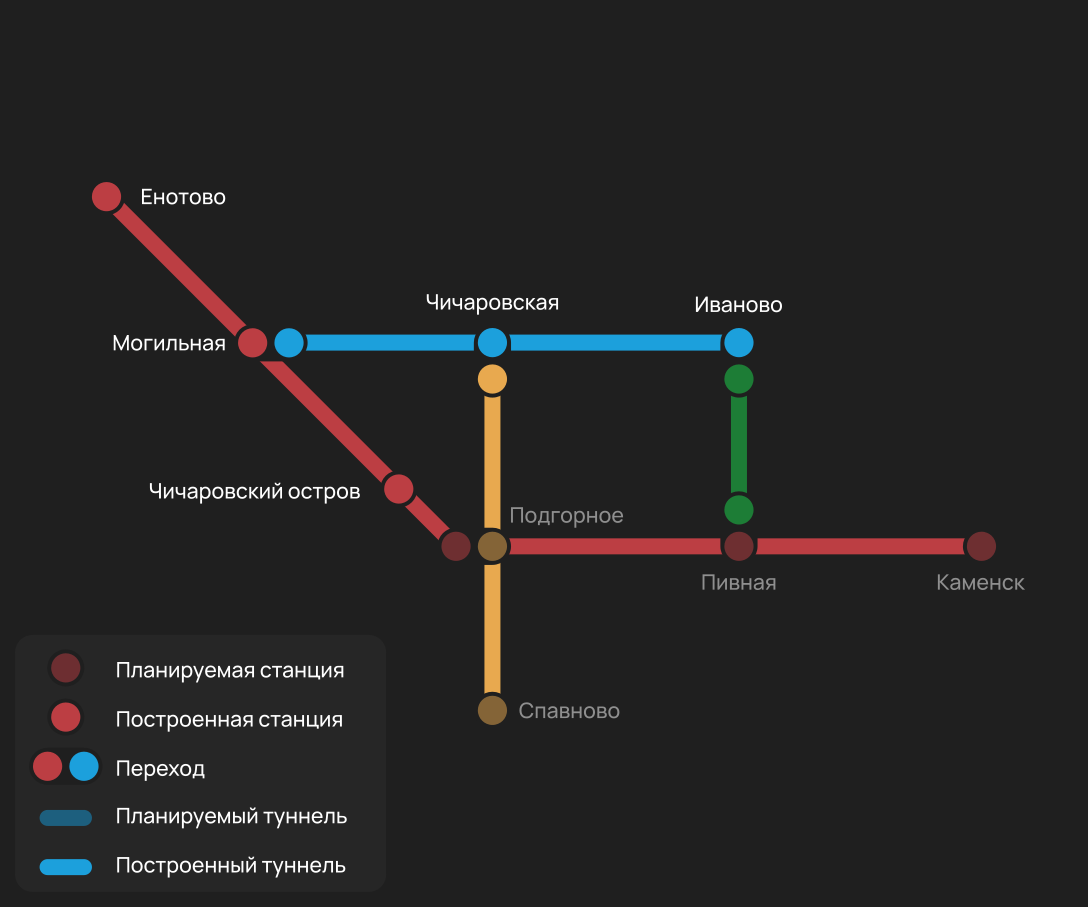 Енотово
Чичаровская
Иваново
Могильная
Чичаровский остров
Подгорное
Пивная
Каменск
Спавново
Планируемая станция
Построенная станция
Переход
Планируемый туннель
Построенный туннель